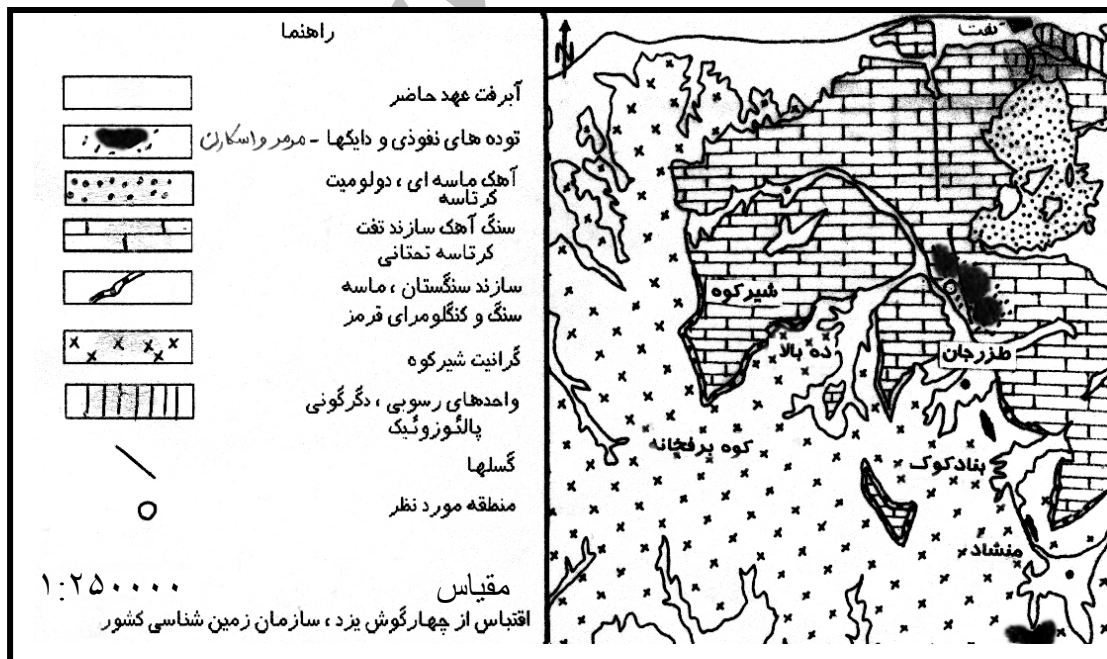 راهنما
آبرفت عهد حاضر
توده های نفوذی و دایکها - مرمر و اسکارن
آهک ماسه ای ، دولومیت
کرتاسه
سنگ آهک سازند تفت
کرتاسه تحتانی
سازند سنگستان ، ماسه
سنگ و کنگلومرای قرمز
گرانیت شیرکوه
واحدهای رسوبی ، دگرگونی
پالئوزوئیک
گسلها
منطقه مورد نظر
مقیاس ۱:۲۵۰۰۰۰
اقتباس از چهارگوش یزد ، سازمان زمین شناسی کشور
N
تفت
شیرکوه
ده بالا
طزرجان
کوه برفخانه
بنادکوک
منشاد